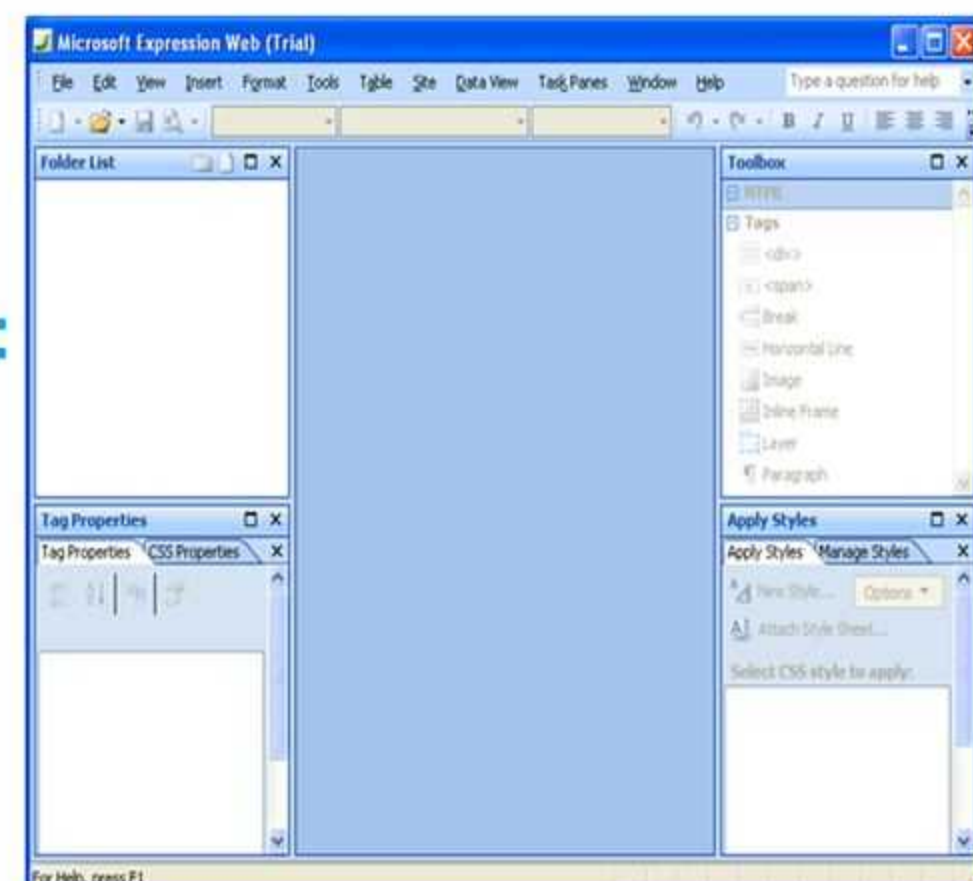 Microsoft Expression Web (Trial)
File Edit View Insert Format Tools Table Site Data View Task Panes Window Help Type a question for help
B I U
Folder List
Toolbox
HTML
Tags
<div>
<span>
Break
Horizontal Line
Image
Inline Frame
Layer
Paragraph
Tag Properties
Tag Properties CSS Properties
Apply Styles
Apply Styles Manage Styles
New Style... Options
Attach Style Sheet...
Select CSS style to apply:
For Help, press F1